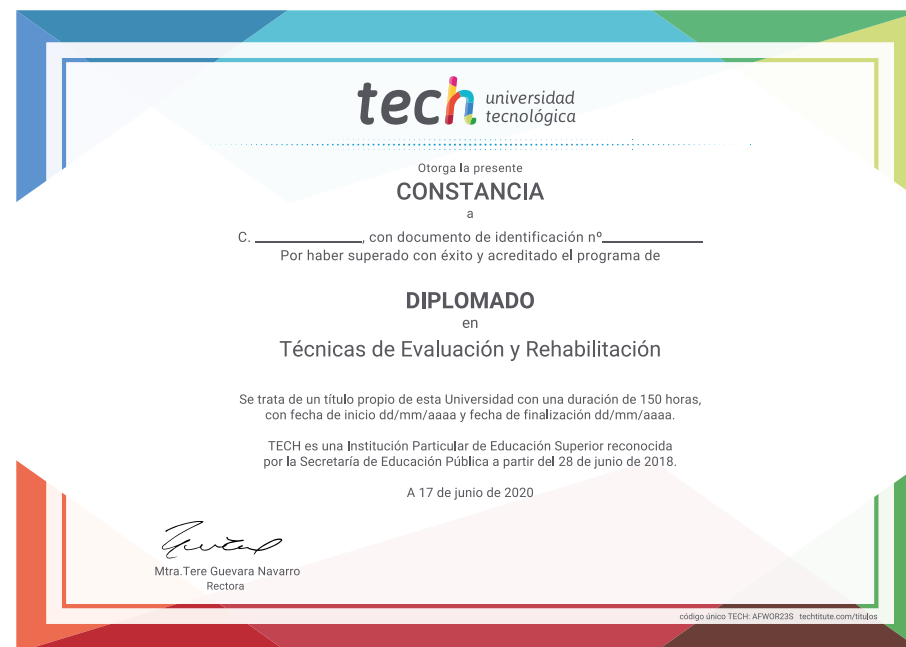 tech universidad
tecnológica
Otorga la presente
CONSTANCIA
a
C. ____________, con documento de identificación nº____________
Por haber superado con éxito y acreditado el programa de
DIPLOMADO
en
Técnicas de Evaluación y Rehabilitación
Se trata de un título propio de esta Universidad con una duración de 150 horas,
con fecha de inicio dd/mm/aaaa y fecha de finalización dd/mm/aaaa.
TECH es una Institución Particular de Educación Superior reconocida
por la Secretaría de Educación Pública a partir del 28 de junio de 2018.
A 17 de junio de 2020
Mtra.Tere Guevara Navarro
Rectora
código único TECH: AFWOR23S techtitute.com/titulos